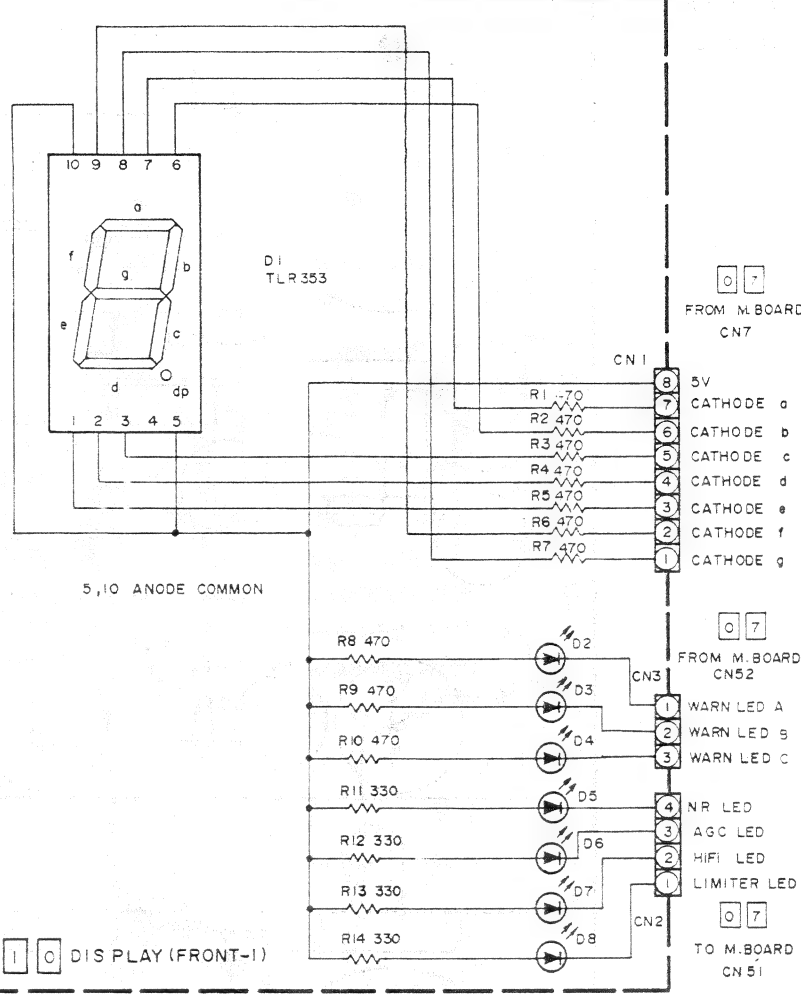 10 9 8 7 6
a
f
g
b
e
c
d
dp
1 2 3 4 5
D1
TLR353
5,10 ANODE COMMON
0 7
FROM M.BOARD
CN7
CN1
8 5V
R1 470 7 CATHODE a
R2 470 6 CATHODE b
R3 470 5 CATHODE c
R4 470 4 CATHODE d
R5 470 3 CATHODE e
R6 470 2 CATHODE f
R7 470 1 CATHODE g
0 7
FROM M.BOARD
CN52
CN3
R8 470 D2
R9 470 D3 1 WARN LED A
2 WARN LED B
R10 470 D4 3 WARN LED C
R11 330 D5 4 NR LED
3 AGC LED
R12 330 D6 2 HIFI LED
R13 330 D7 1 LIMITER LED
CN2
0 7
R14 330 D8
TO M.BOARD
CN51
1 0 DISPLAY (FRONT-1)